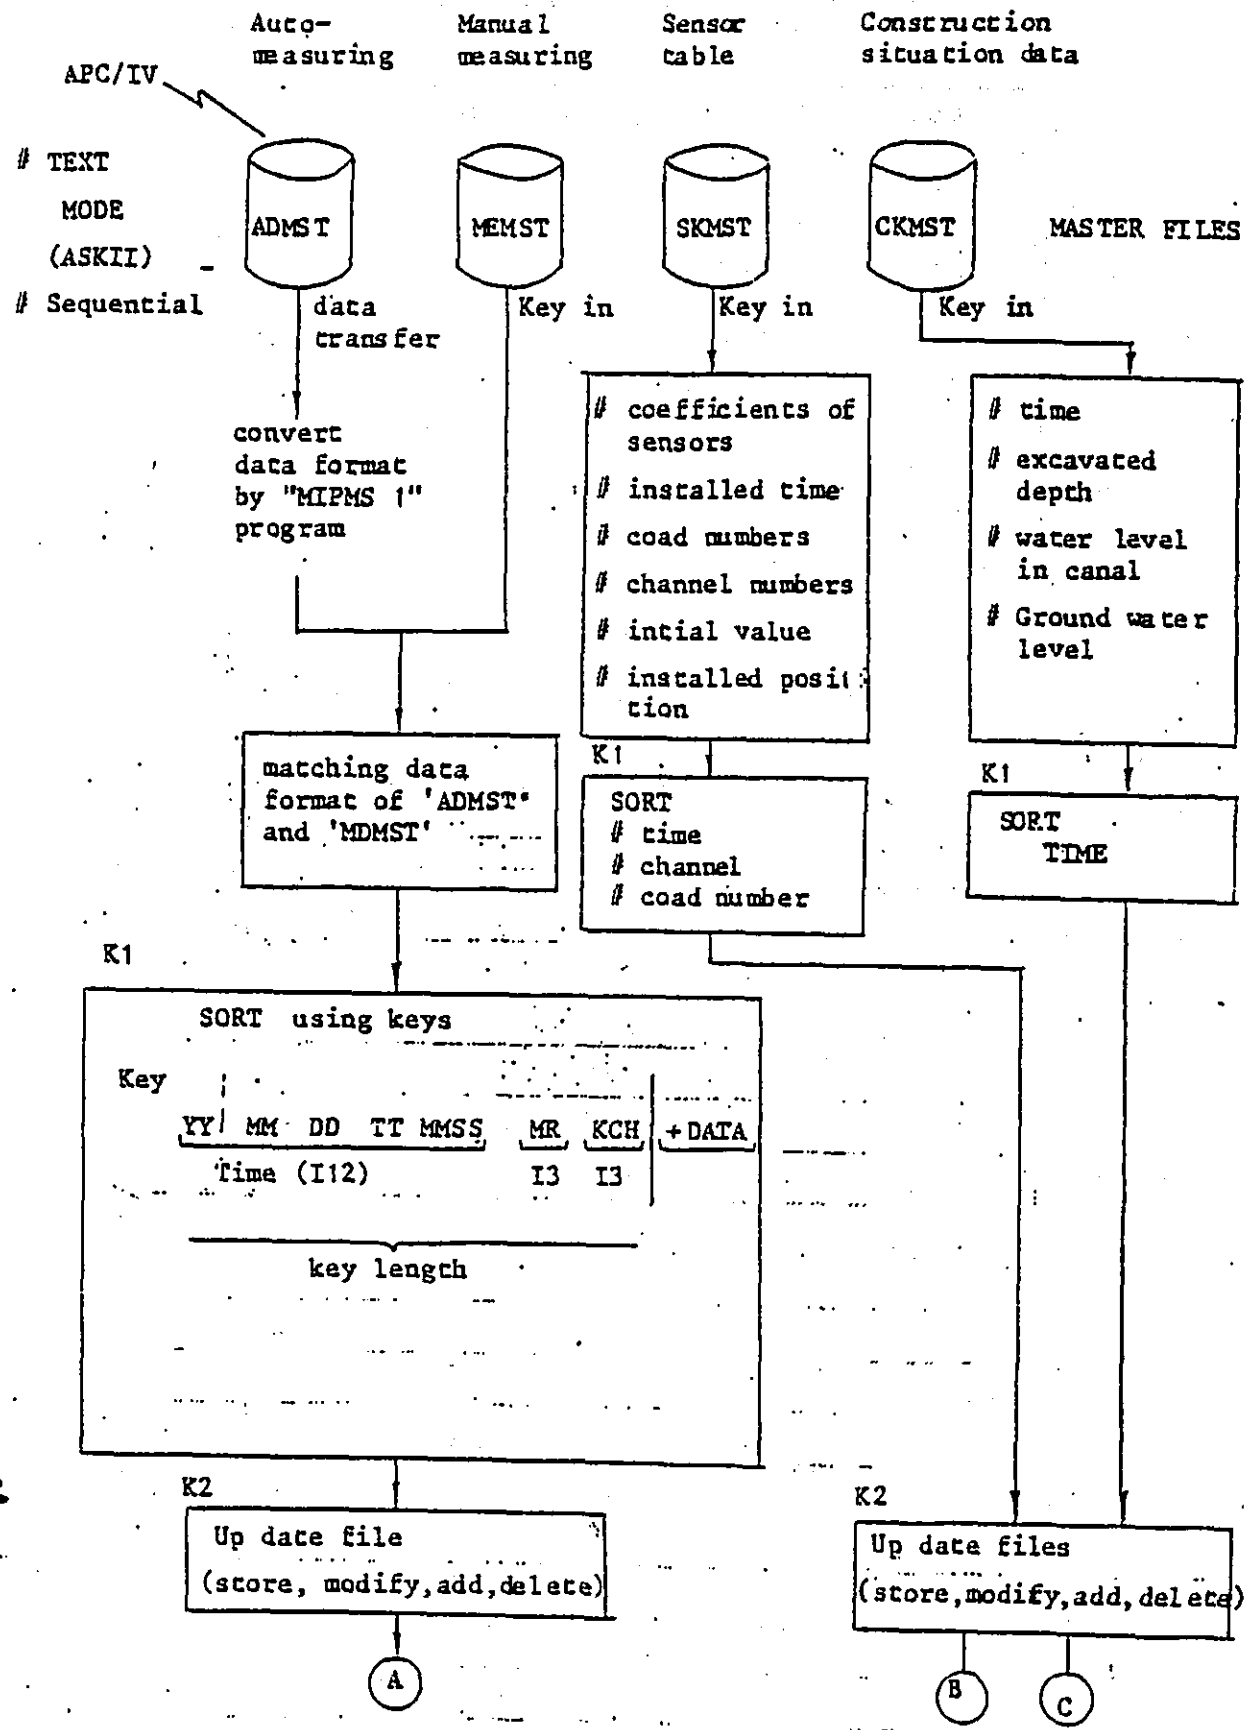 Auto-
measuring
Manual
measuring
Sensor
table
Construction
situation data
APC/IV
# TEXT
MODE
(ASKII)
# Sequential
ADMST
MEMST
SKMST
CKMST
MASTER FILES
data
transfer
Key in
Key in
Key in
convert
data format
by "MIPMS 1"
program
# coefficients of
sensors
# installed time
# coad numbers
# channel numbers
# intial value
# installed posit
tion
# time
# excavated
depth
# water level
in canal
# Ground water
level
matching data
format of 'ADMST'
and 'MDMST'
K1
SORT
# time
# channel
# coad number
K1
SORT
TIME
K1
SORT using keys
Key
YY MM DD TT MMSS MR KCH + DATA
Time (I12) I3 I3
key length
K2
Up date file
(store, modify,add,delete)
K2
Up date files
(store,modify,add,delete)
A
B
C